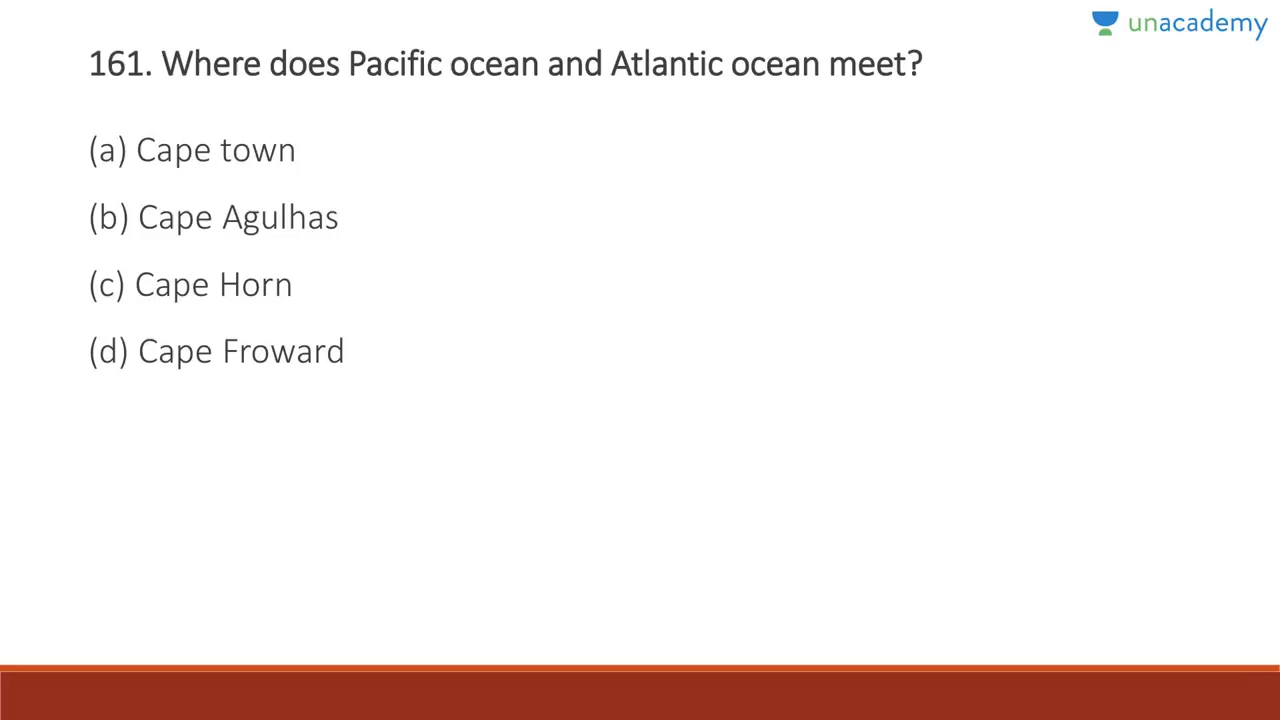 unacademy
161. Where does Pacific ocean and Atlantic ocean meet?
(a) Cape town
(b) Cape Agulhas
(c) Cape Horn
(d) Cape Froward